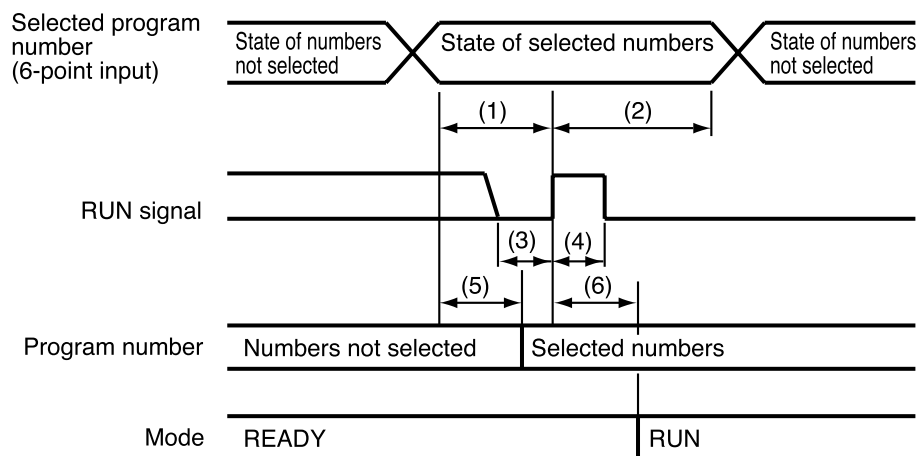 Selected program
number
(6-point input)
State of numbers
not selected
State of selected numbers
State of numbers
not selected
(1)
(2)
RUN signal
(3)
(4)
(5)
(6)
Program number
Numbers not selected
Selected numbers
Mode
READY
RUN